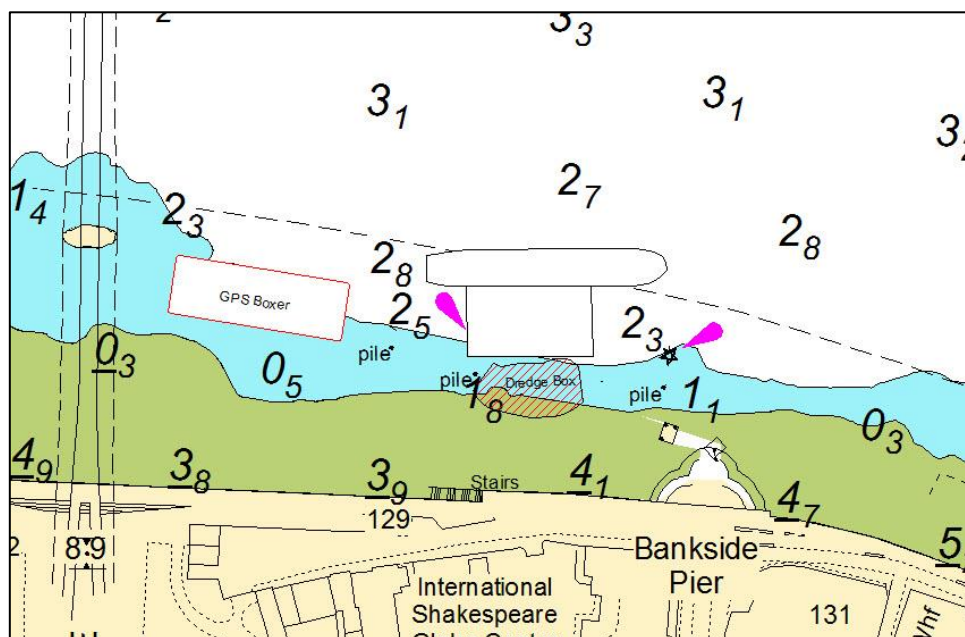 2
3₃
3₁
3₁
3₂
2₇
1₄
2₃
2₈
2₈
GPS Boxer
2₅
2₃
0₃
0₅
pile
pile
Dredge Box
1₈
pile
1₁
0₃
4₉
3₈
3₉
Stairs
4₁
4₇
5
129
2
8.9
Bankside
Pier
International
Shakespeare
131